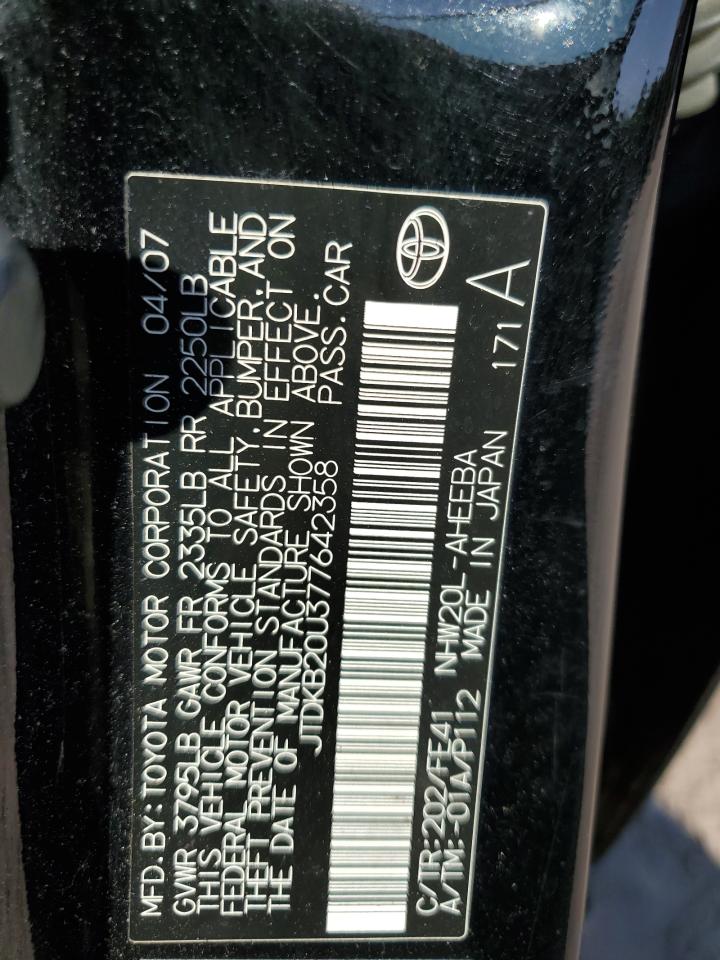 MFD.BY:TOYOTA MOTOR CORPORATION 04/07
GVWR 3795LB GAWR FR 2335LB RR 2250LB
THIS VEHICLE CONFORMS TO ALL APPLICABLE
FEDERAL MOTOR VEHICLE SAFETY,BUMPER,AND
THEFT PREVENTION STANDARDS IN EFFECT ON
THE DATE OF MANUFACTURE SHOWN ABOVE.
JTDKB20U377642358 PASS.CAR
C/TR:202/FE41 NHW20L-AHEEBA
A/TM:-01A/P112 MADE IN JAPAN
171 A